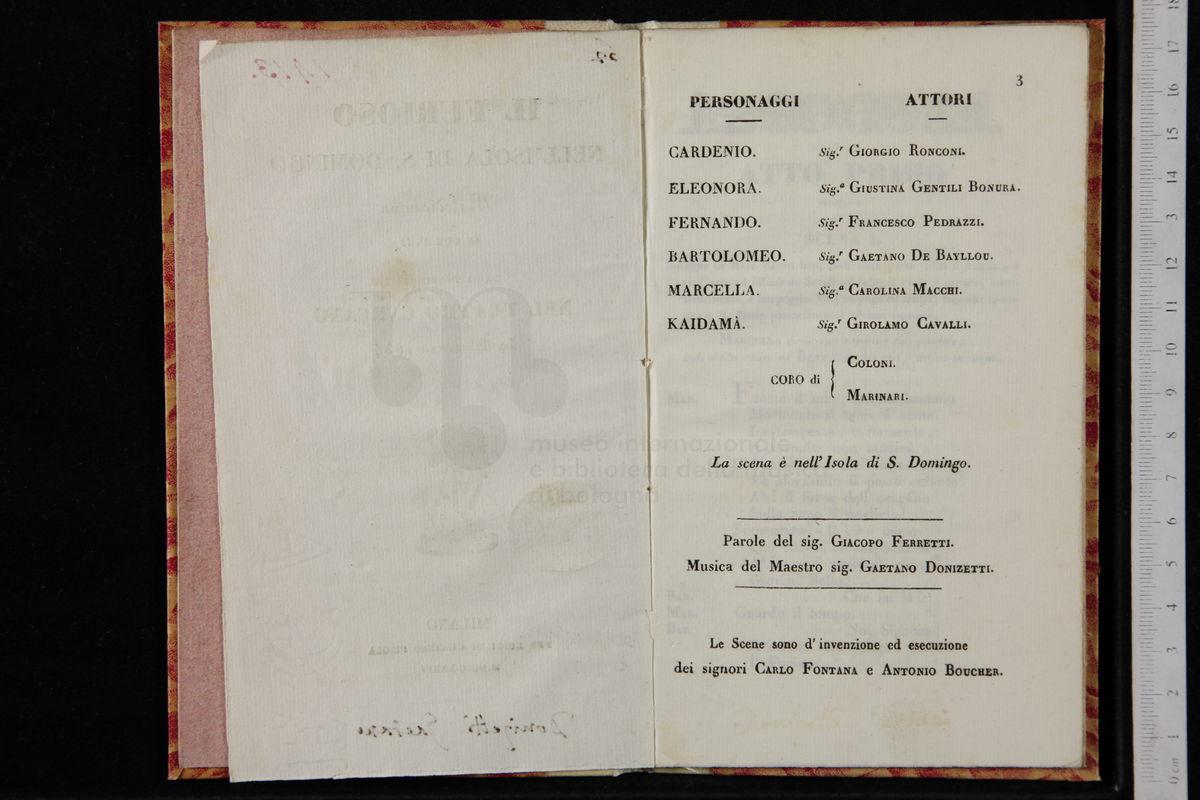 3
PERSONAGGI ATTORI
CARDENIO. Sig.r GIORGIO RONCONI.
ELEONORA. Sig.a GIUSTINA GENTILI BONURA.
FERNANDO. Sig.r FRANCESCO PEDRAZZI.
BARTOLOMEO. Sig.r GAETANO DE BAYLLOU.
MARCELLA. Sig.a CAROLINA MACCHI.
KAIDAMÀ. Sig.r GIROLAMO CAVALLI.
CORO di { COLONI.
MARINARI.
La scena è nell'Isola di S. Domingo.
Parole del sig. GIACOPO FERRETTI.
Musica del Maestro sig. GAETANO DONIZETTI.
Le Scene sono d'invenzione ed esecuzione
dei signori CARLO FONTANA e ANTONIO BOUCHER.
museo internazionale
e biblioteca della musica
di bologna